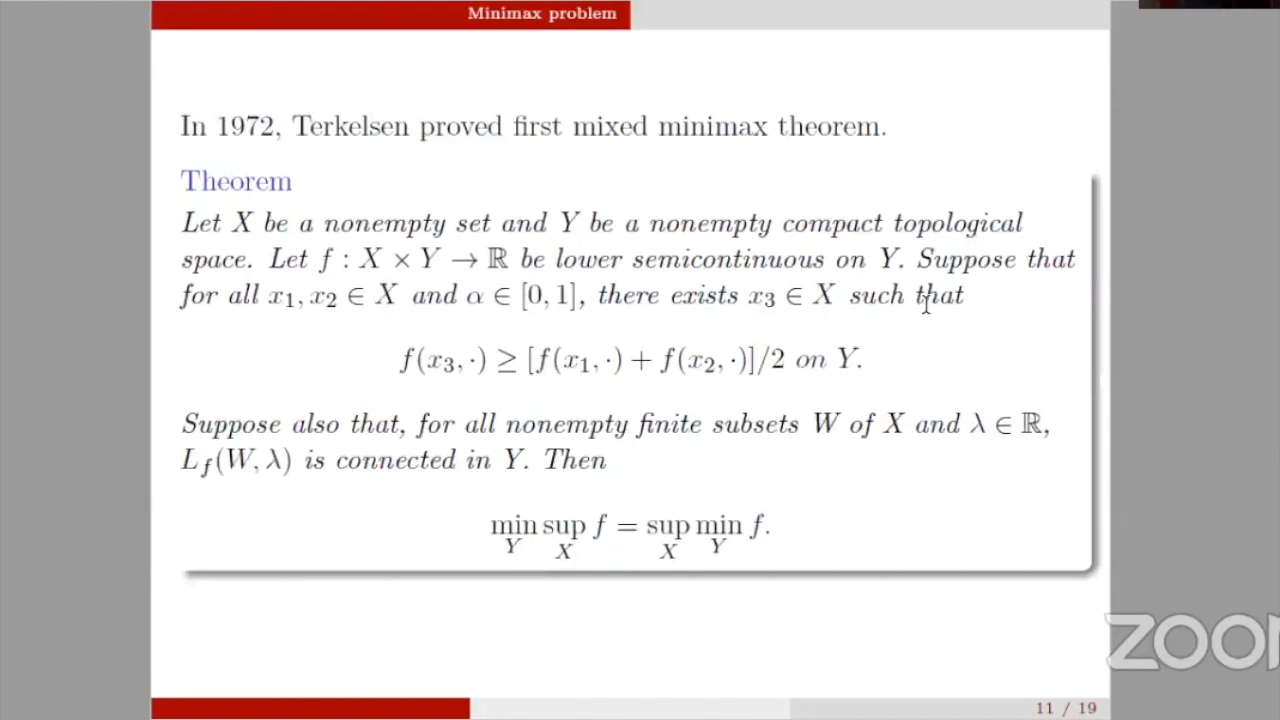 Minimax problem
In 1972, Terkelsen proved first mixed minimax theorem.
Theorem
Let X be a nonempty set and Y be a nonempty compact topological
space. Let f : X × Y → ℝ be lower semicontinuous on Y. Suppose that
for all x₁, x₂ ∈ X and α ∈ [0, 1], there exists x₃ ∈ X such that
f(x₃, ·) ≥ [f(x₁, ·) + f(x₂, ·)]/2 on Y.
Suppose also that, for all nonempty finite subsets W of X and λ ∈ ℝ,
L_f(W, λ) is connected in Y. Then
min_Y sup_X f = sup_X min_Y f.
ZOO
11 / 19